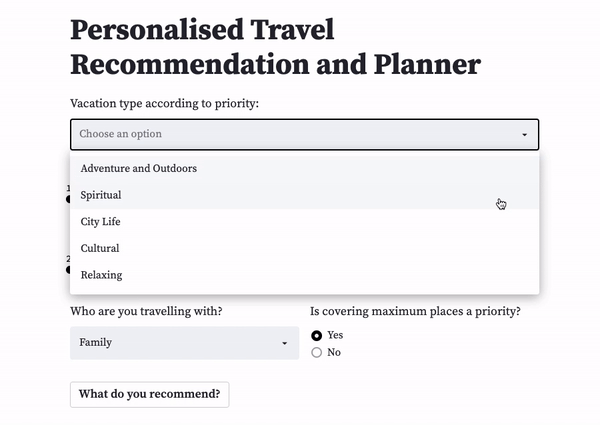 Personalised Travel
Recommendation and Planner
Vacation type according to priority:
Choose an option
Adventure and Outdoors
Spiritual
City Life
Cultural
Relaxing
Who are you travelling with?
Is covering maximum places a priority?
Family
Yes
No
What do you recommend?